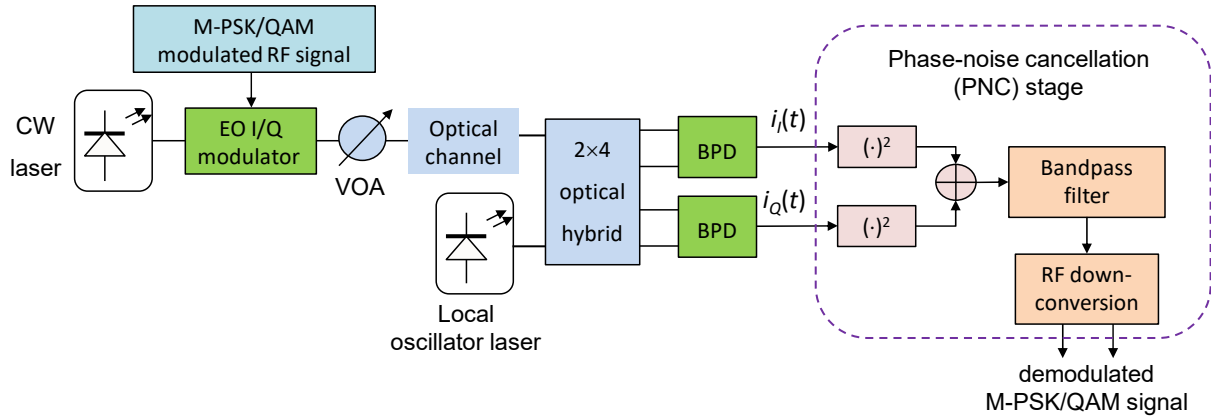 M-PSK/QAM
modulated RF signal
CW
laser
EO I/Q
modulator
VOA
Optical
channel
2×4
optical
hybrid
Local
oscillator laser
BPD
BPD
i_I(t)
i_Q(t)
Phase-noise cancellation
(PNC) stage
(·)²
(·)²
Bandpass
filter
RF down-
conversion
demodulated
M-PSK/QAM signal